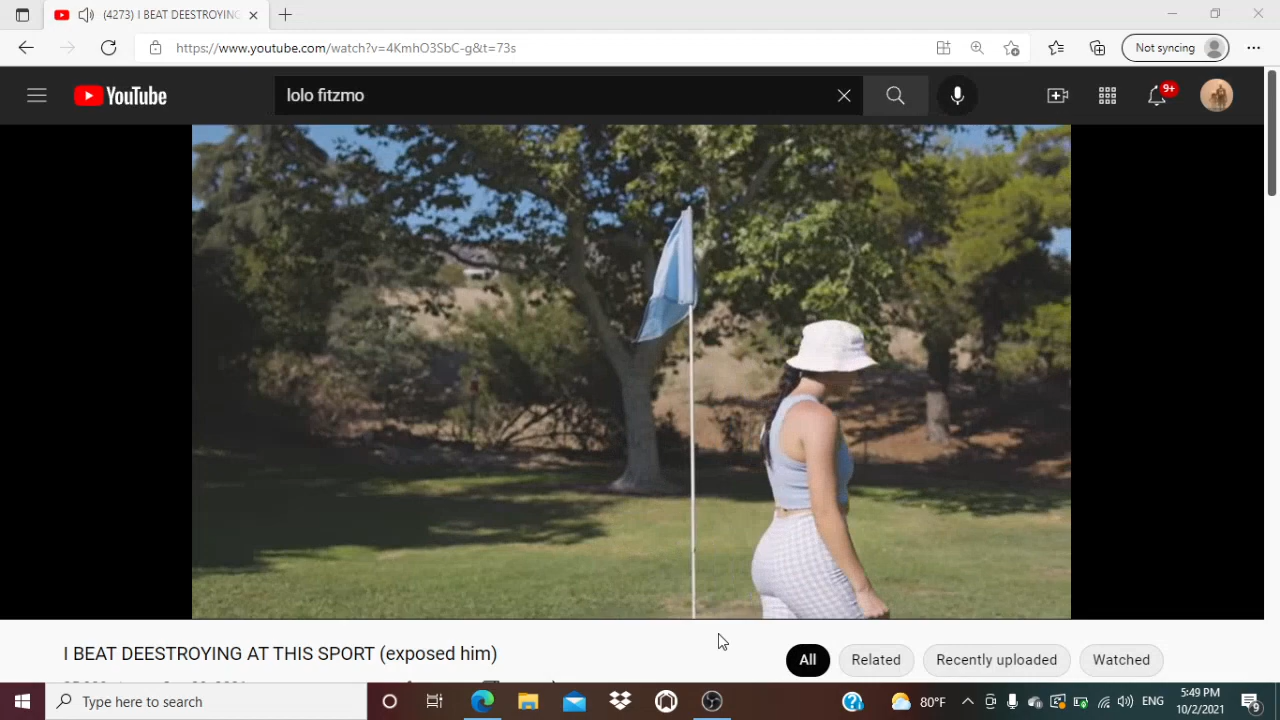 (4273) I BEAT DEESTROYING
https://www.youtube.com/watch?v=4KmhO3SbC-g&t=73s
Not syncing
YouTube
lolo fitzmo
9+
I BEAT DEESTROYING AT THIS SPORT (exposed him)
All
Related
Recently uploaded
Watched
Type here to search
80°F
ENG
5:49 PM
10/2/2021
9